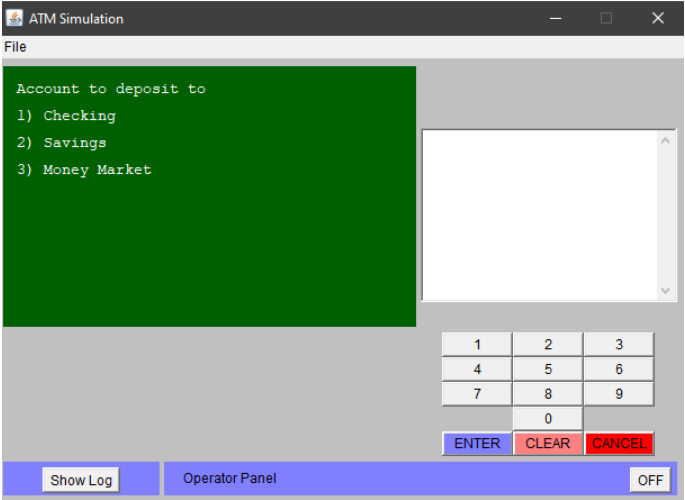 ATM Simulation
File
Account to deposit to
1) Checking
2) Savings
3) Money Market
1 2 3
4 5 6
7 8 9
0
ENTER CLEAR CANCEL
Show Log Operator Panel OFF